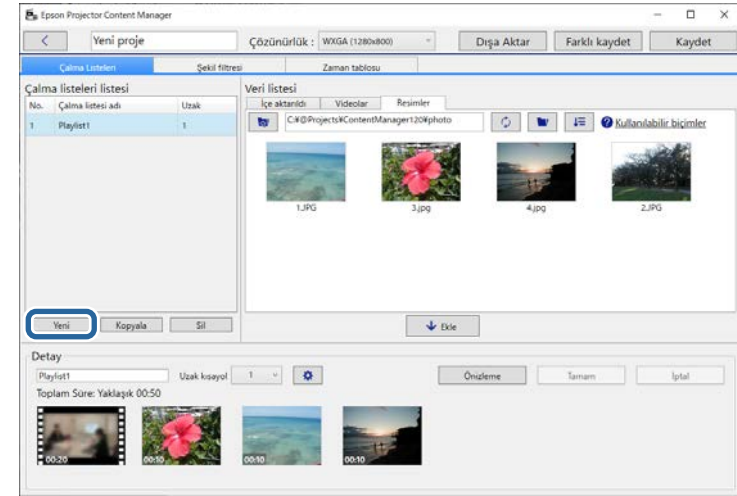 Epson Projector Content Manager
Yeni proje
Çözünürlük : WXGA (1280x800)
Dışa Aktar
Farklı kaydet
Kaydet
Çalma Listeleri
Şekil filtresi
Zaman tablosu
Çalma listeleri listesi
No. Çalma listesi adı Uzak
1 Playlist1 1
Yeni
Kopyala
Sil
Veri listesi
İçe aktarıldı Videolar Resimler
C:¥@Projects¥ContentManager120¥photo
Kullanılabilir biçimler
1.JPG 3.jpg 4.jpg 2.JPG
Ekle
Detay
Playlist1
Uzak kısayol 1
Önizleme
Tamam
İptal
Toplam Süre: Yaklaşık 00:50
00:20 00:10 00:10 00:10